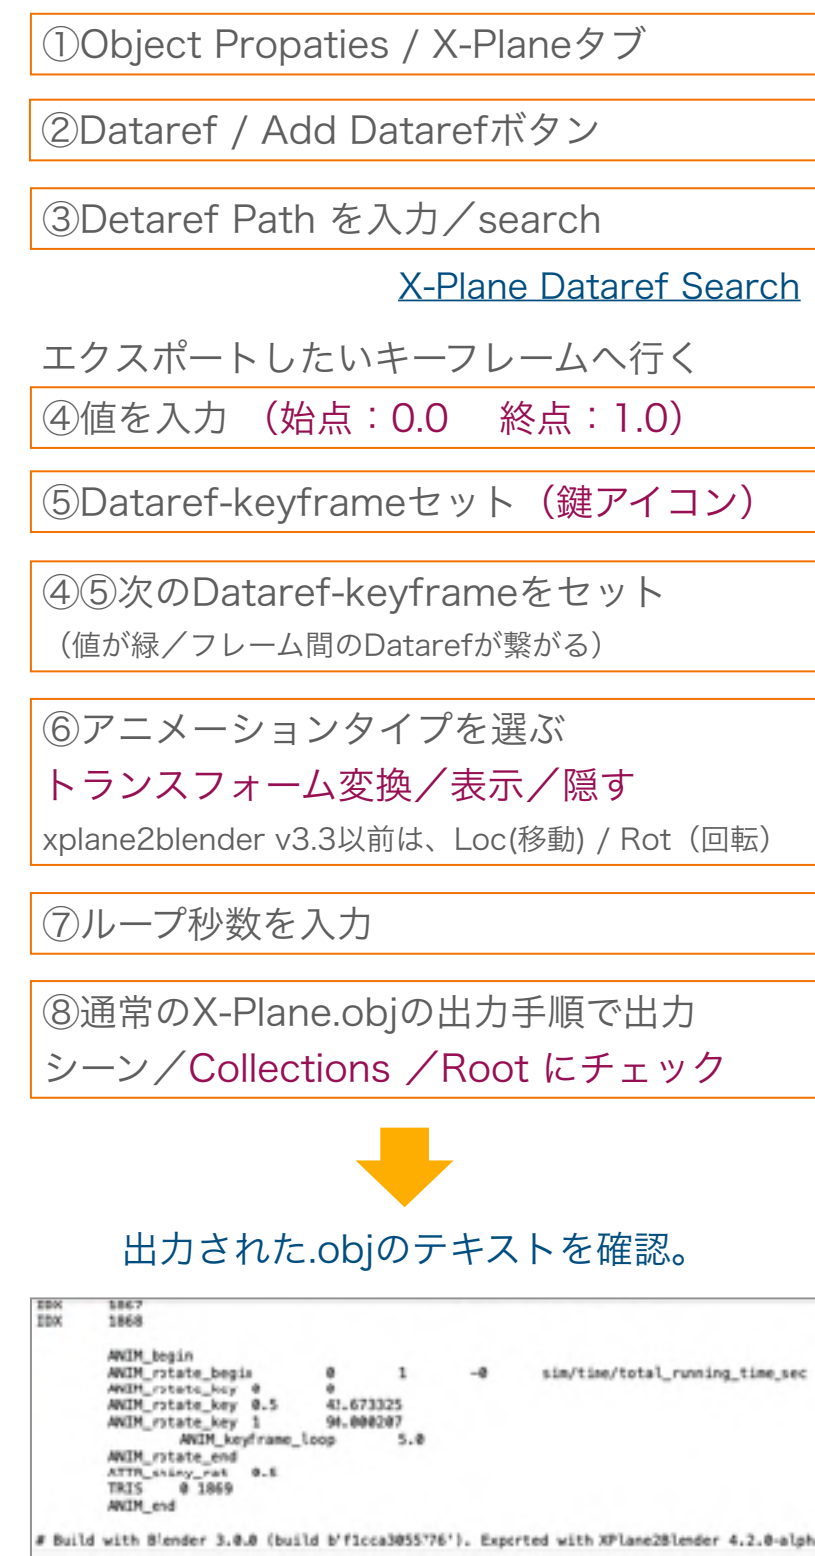 ①Object Propaties / X-Planeタブ
②Dataref / Add Datarefボタン
③Detaref Path を入力／search
X-Plane Dataref Search
エクスポートしたいキーフレームへ行く
④値を入力 （始点：0.0　終点：1.0）
⑤Dataref-keyframeセット（鍵アイコン）
④⑤次のDataref-keyframeをセット
（値が緑／フレーム間のDatarefが繋がる）
⑥アニメーションタイプを選ぶ
トランスフォーム変換／表示／隠す
xplane2blender v3.3以前は、Loc(移動) / Rot（回転）
⑦ループ秒数を入力
⑧通常のX-Plane.objの出力手順で出力
シーン／Collections ／Root にチェック
出力された.objのテキストを確認。
IDX 1867
IDX 1868
ANIM_begin
ANIM_rotate_begin 0 1 -0 sim/time/total_running_time_sec
ANIM_rotate_key 0 0
ANIM_rotate_key 0.5 .673325
ANIM_rotate_key 1 .000207
ANIM_keyframe_loop 5.0
ANIM_rotate_end
ATTR_shiny_rat
TRIS 0 1869
ANIM_end
# Build with Blender 3.0.0 (build Exported with XPlane2Blender 4.2.0-alph